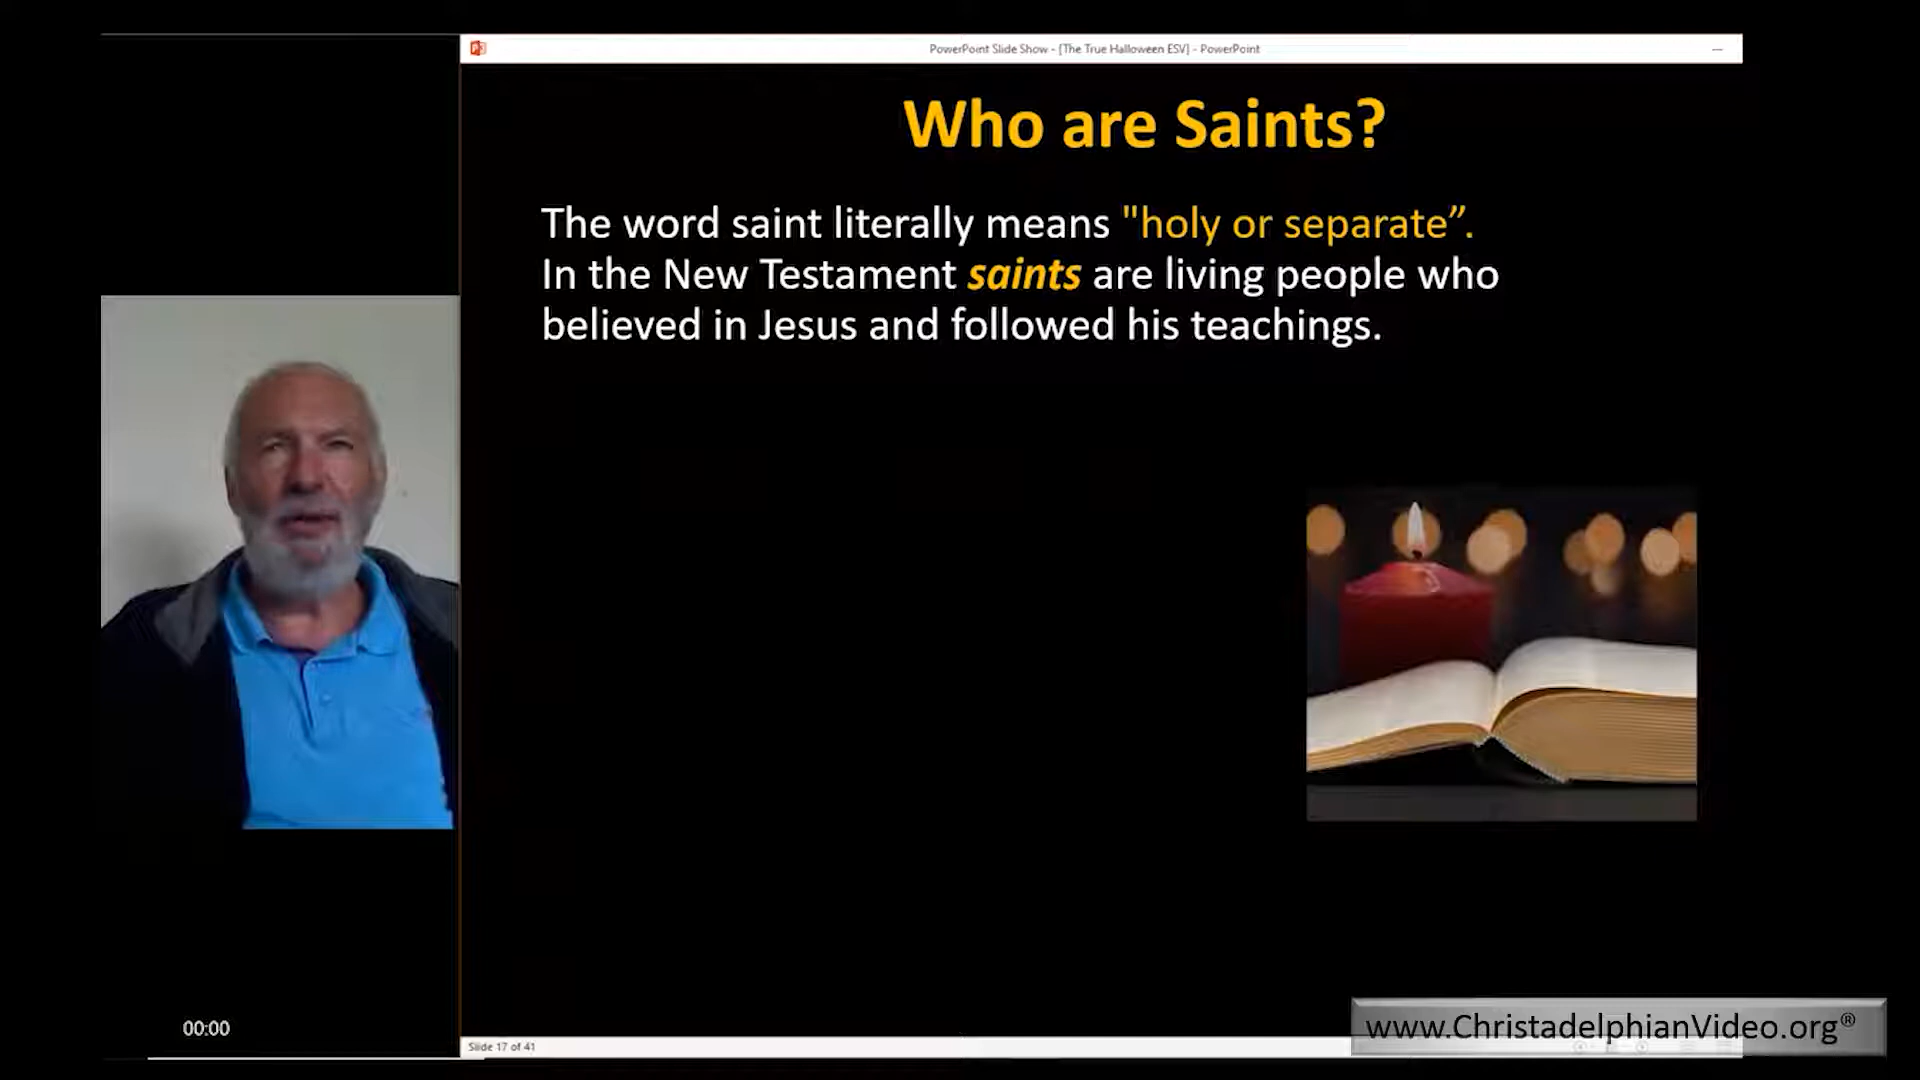 PowerPoint Slide Show - [The True Halloween ESV] - PowerPoint
Who are Saints?
The word saint literally means "holy or separate”.
In the New Testament saints are living people who
believed in Jesus and followed his teachings.
00:00
Slide 17 of 41
www.ChristadelphianVideo.org®